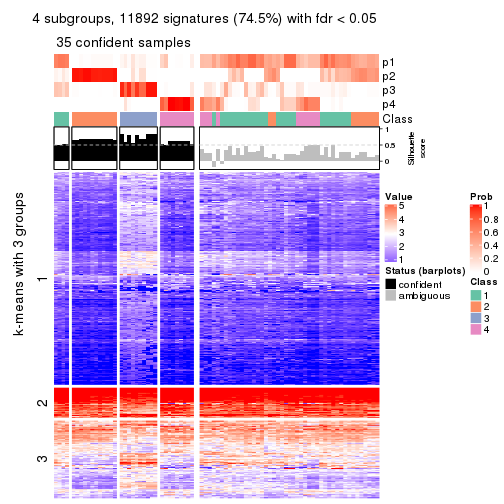 4 subgroups, 11892 signatures (74.5%) with fdr < 0.05
35 confident samples
p1
p2
p3
p4
Class
1
0.5
0
Silhouette
score
k-means with 3 groups
1
2
3
Value
5
4
3
2
1
Status (barplots)
confident
ambiguous
Prob
1
0.8
0.6
0.4
0.2
0
Class
1
2
3
4